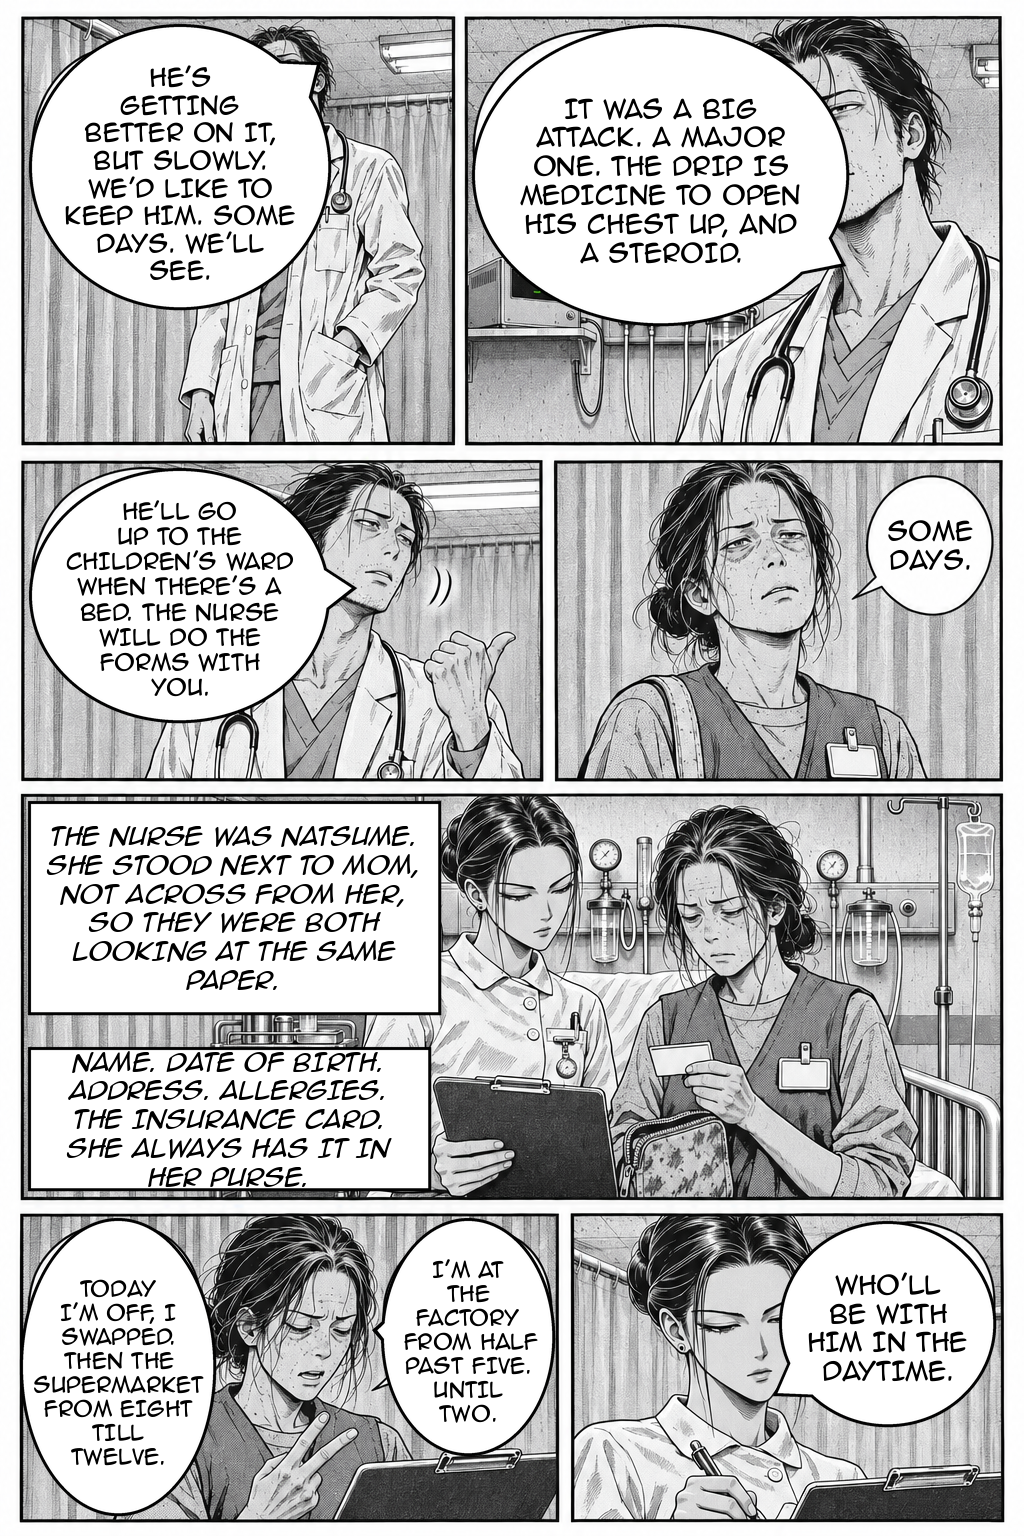 HE'S
GETTING
BETTER ON IT,
BUT SLOWLY.
WE'D LIKE TO
KEEP HIM. SOME
DAYS. WE'LL
SEE.
IT WAS A BIG
ATTACK. A MAJOR
ONE. THE DRIP IS
MEDICINE TO OPEN
HIS CHEST UP, AND
A STEROID.
HE'LL GO
UP TO THE
CHILDREN'S WARD
WHEN THERE'S A
BED. THE NURSE
WILL DO THE
FORMS WITH
YOU.
SOME
DAYS.
THE NURSE WAS NATSUME.
SHE STOOD NEXT TO MOM,
NOT ACROSS FROM HER,
SO THEY WERE BOTH
LOOKING AT THE SAME
PAPER.
NAME. DATE OF BIRTH.
ADDRESS. ALLERGIES.
THE INSURANCE CARD.
SHE ALWAYS HAS IT IN
HER PURSE.
TODAY
I'M OFF, I
SWAPPED.
THEN THE
SUPERMARKET
FROM EIGHT
TILL
TWELVE.
I'M AT
THE
FACTORY
FROM HALF
PAST FIVE.
UNTIL
TWO.
WHO'LL
BE WITH
HIM IN THE
DAYTIME.